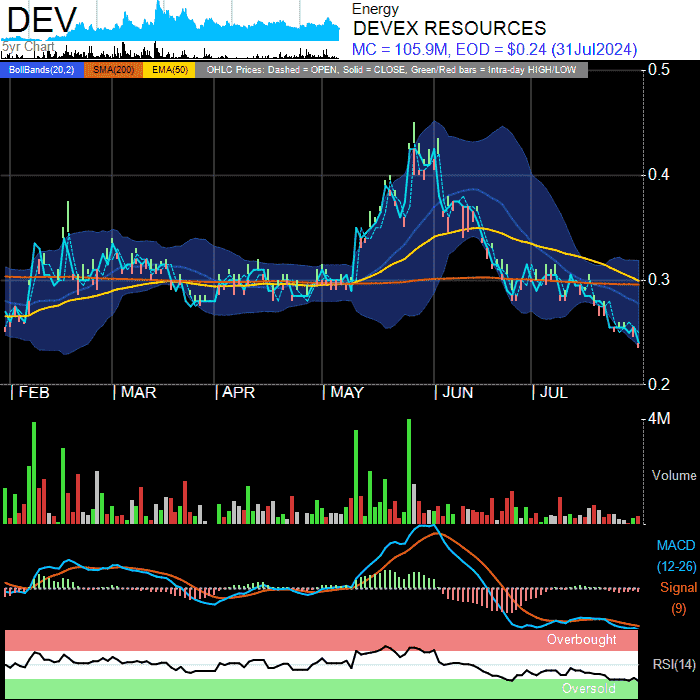 DEV
Energy
DEVEX RESOURCES
5yr Chart
MC = 105.9M, EOD = $0.24 (31Jul2024)
BollBands(20,2) SMA(200) EMA(50) OHLC Prices: Dashed = OPEN, Solid = CLOSE, Green/Red bars = Intra-day HIGH/LOW
0.5
0.4
0.3
0.2
FEB MAR APR MAY JUN JUL
4M
Volume
MACD
(12-26)
Signal
(9)
Overbought
RSI(14)
Oversold